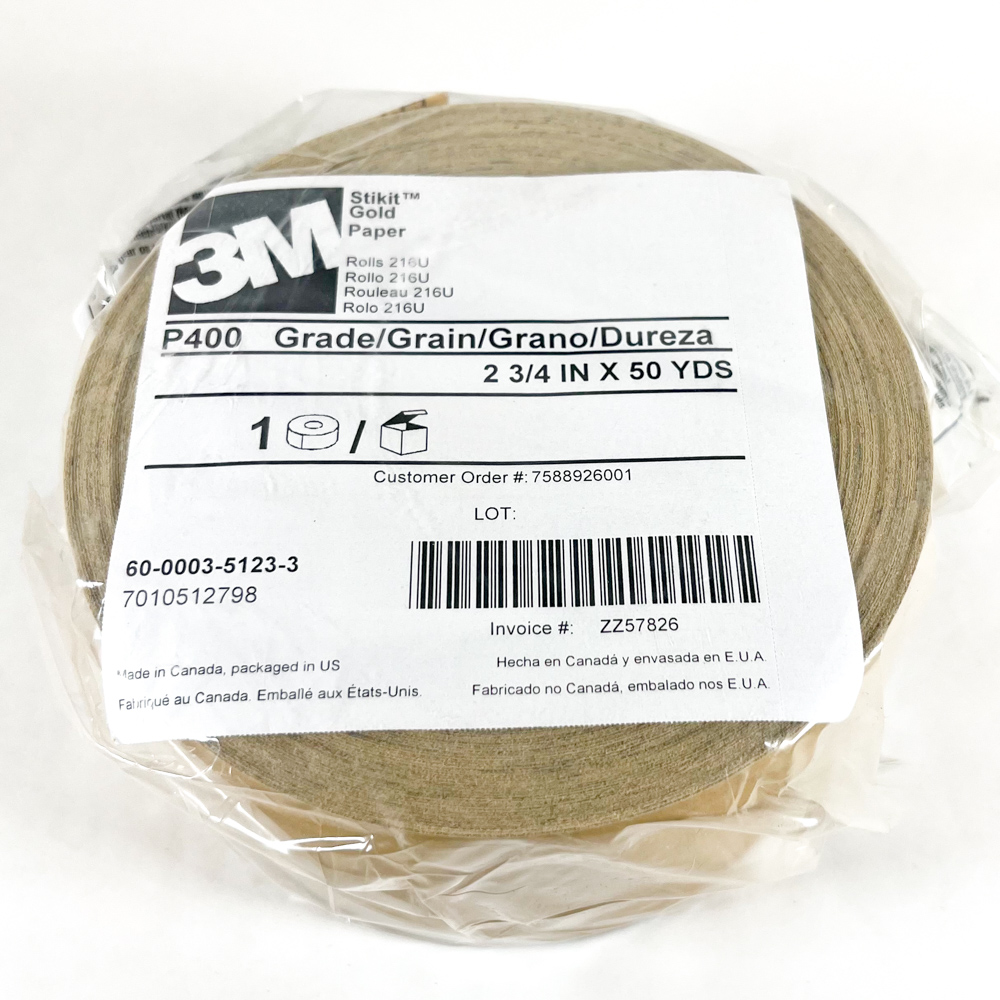 3M
Stikit™
Gold
Paper
Rolls 216U
Rollo 216U
Rouleau 216U
Rolo 216U
P400 Grade/Grain/Grano/Dureza
2 3/4 IN X 50 YDS
1 /
Customer Order #: 7588926001
LOT:
60-0003-5123-3
7010512798
Invoice #: ZZ57826
Made in Canada, packaged in US
Hecha en Canadá y envasada en E.U.A.
Fabriqué au Canada. Emballé aux États-Unis.
Fabricado no Canadá, embalado nos E.U.A.